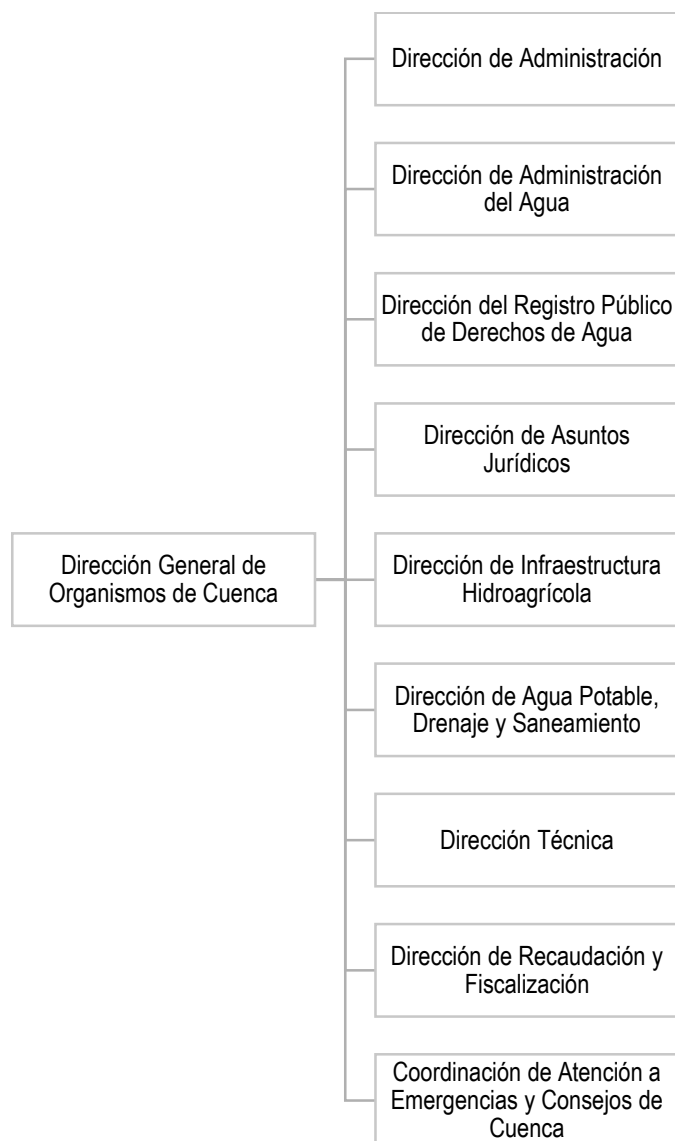 Dirección de Administración
Dirección de Administración
del Agua
Dirección del Registro Público
de Derechos de Agua
Dirección de Asuntos
Jurídicos
Dirección General de
Organismos de Cuenca
Dirección de Infraestructura
Hidroagrícola
Dirección de Agua Potable,
Drenaje y Saneamiento
Dirección Técnica
Dirección de Recaudación y
Fiscalización
Coordinación de Atención a
Emergencias y Consejos de
Cuenca